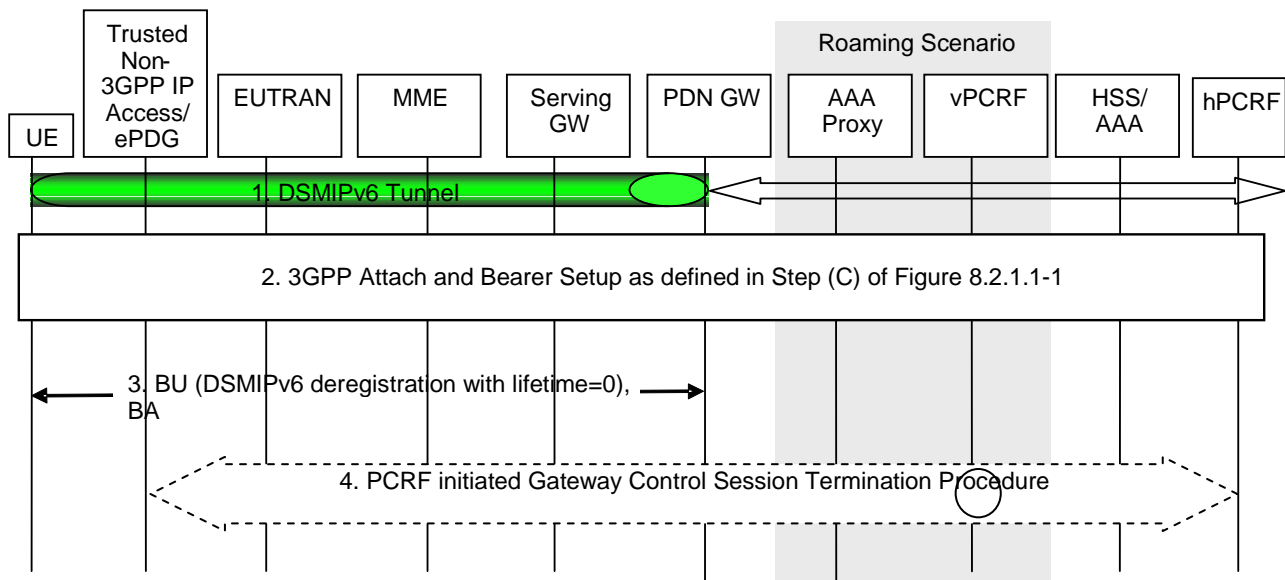 Roaming Scenario
UE
Trusted
Non-
3GPP IP
Access/
ePDG
EUTRAN
MME
Serving
GW
PDN GW
AAA
Proxy
vPCRF
HSS/
AAA
hPCRF
1. DSMIPv6 Tunnel
2. 3GPP Attach and Bearer Setup as defined in Step (C) of Figure 8.2.1.1-1
3. BU (DSMIPv6 deregistration with lifetime=0),
BA
4. PCRF initiated Gateway Control Session Termination Procedure